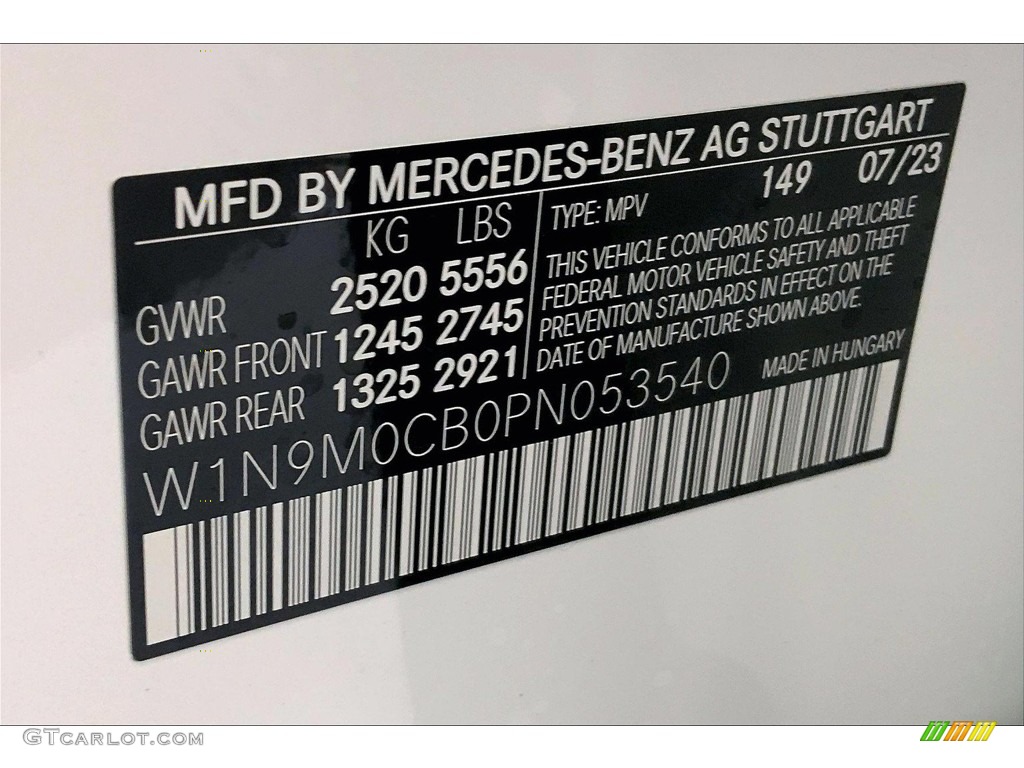 MFD BY MERCEDES-BENZ AG STUTTGART
KG LBS
GVWR 2520 5556
GAWR FRONT 1245 2745
GAWR REAR 1325 2921
149 07/23
TYPE: MPV
THIS VEHICLE CONFORMS TO ALL APPLICABLE
FEDERAL MOTOR VEHICLE SAFETY AND THEFT
PREVENTION STANDARDS IN EFFECT ON THE
DATE OF MANUFACTURE SHOWN ABOVE.
W1N9M0CB0PN053540
MADE IN HUNGARY
GTCARLOT.COM